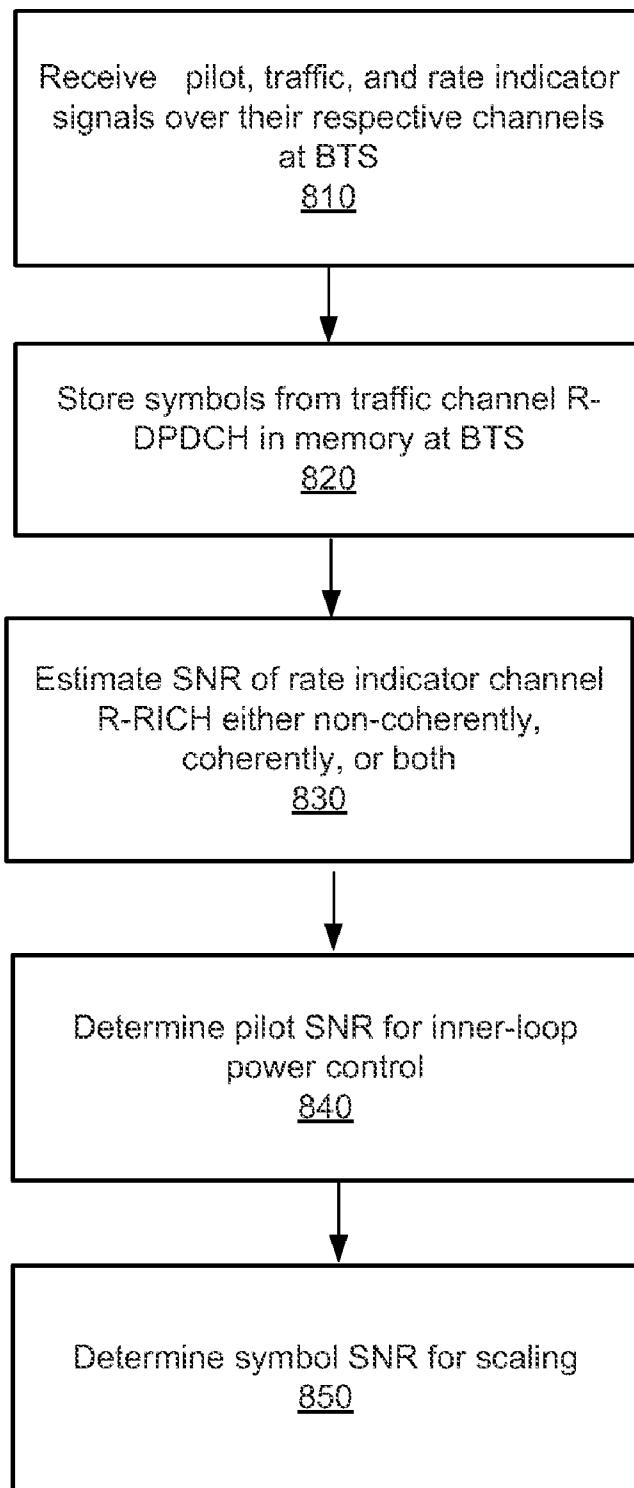 Receive pilot, traffic, and rate indicator
signals over their respective channels
at BTS
810
Store symbols from traffic channel R-
DPDCH in memory at BTS
820
Estimate SNR of rate indicator channel
R-RICH either non-coherently,
coherently, or both
830
Determine pilot SNR for inner-loop
power control
840
Determine symbol SNR for scaling
850